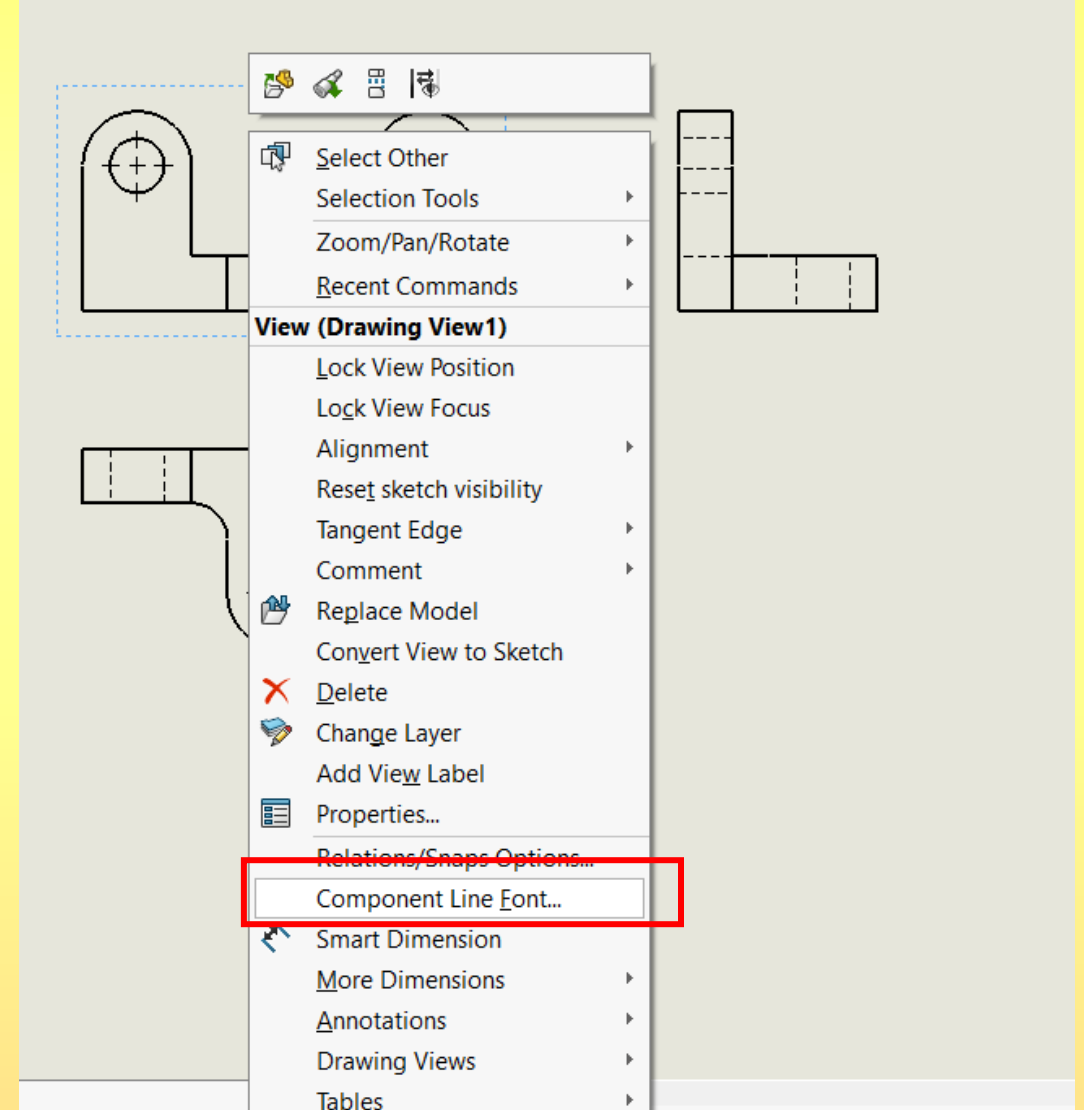 Select Other
Selection Tools
Zoom/Pan/Rotate
Recent Commands
View (Drawing View1)
Lock View Position
Lock View Focus
Alignment
Reset sketch visibility
Tangent Edge
Comment
Replace Model
Convert View to Sketch
Delete
Change Layer
Add View Label
Properties...
Relations/Snaps Options...
Component Line Font...
Smart Dimension
More Dimensions
Annotations
Drawing Views
Tables